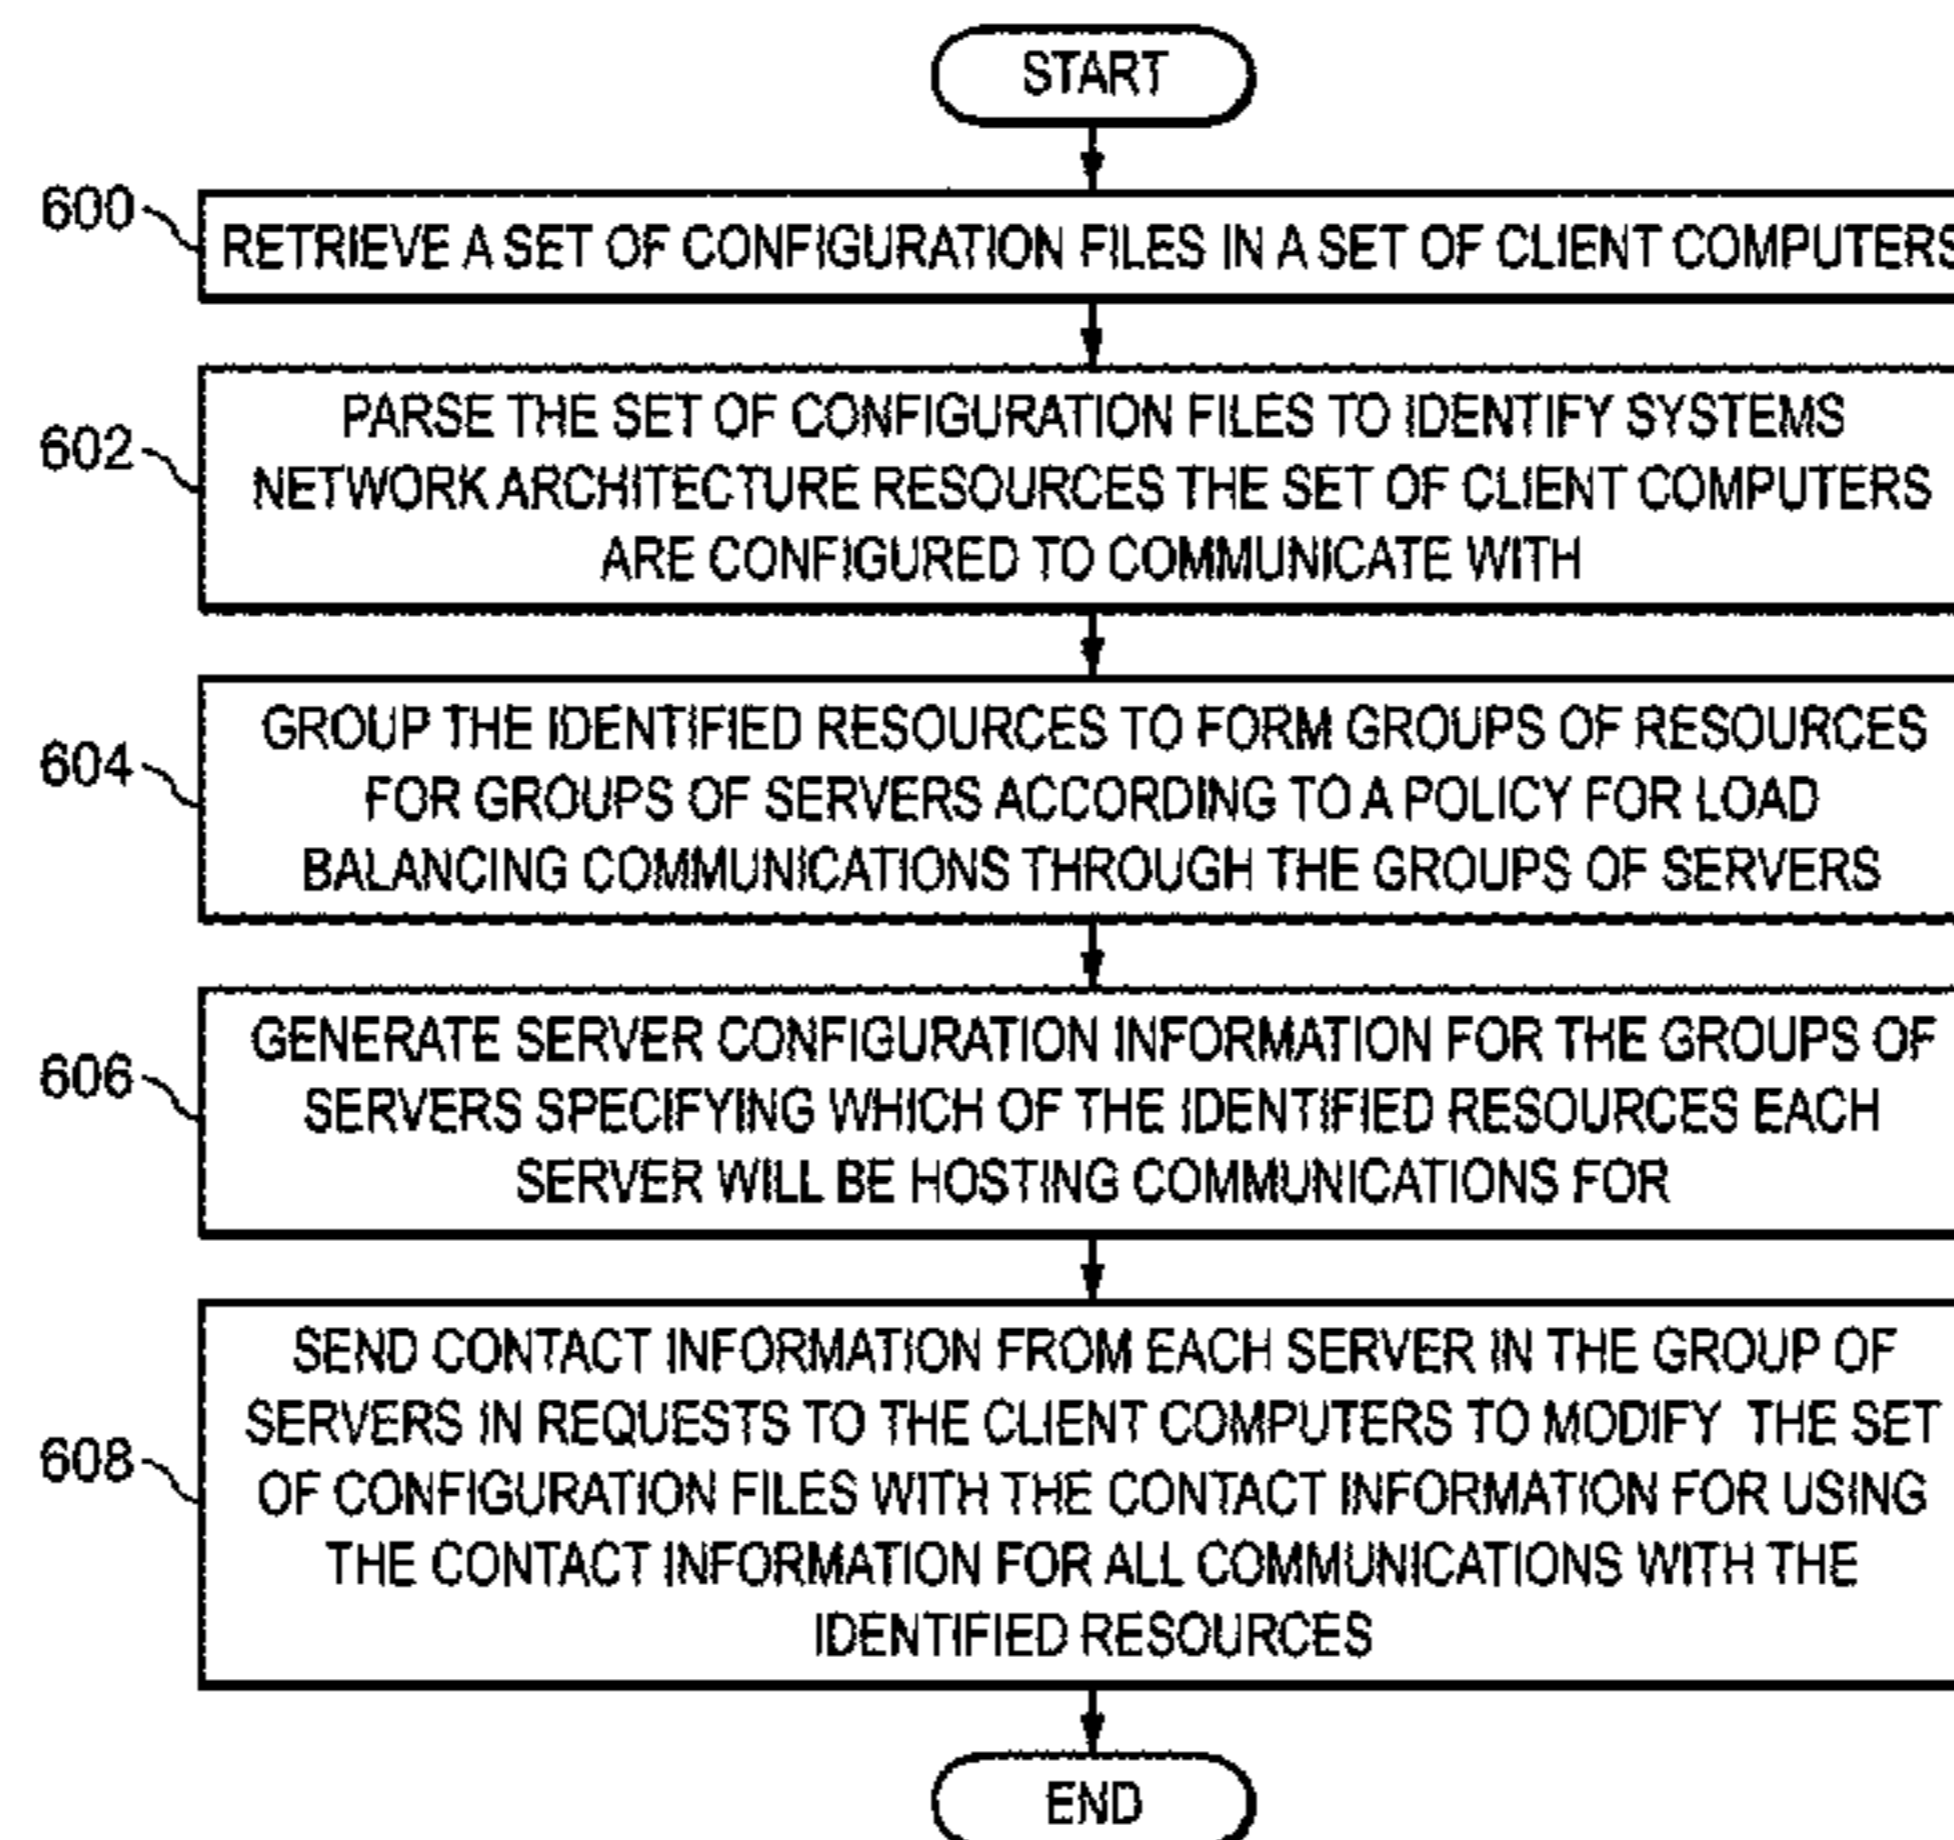 START
600
RETRIEVE A SET OF CONFIGURATION FILES IN A SET OF CLIENT COMPUTERS
602
PARSE THE SET OF CONFIGURATION FILES TO IDENTIFY SYSTEMS
NETWORK ARCHITECTURE RESOURCES THE SET OF CLIENT COMPUTERS
ARE CONFIGURED TO COMMUNICATE WITH
604
GROUP THE IDENTIFIED RESOURCES TO FORM GROUPS OF RESOURCES
FOR GROUPS OF SERVERS ACCORDING TO A POLICY FOR LOAD
BALANCING COMMUNICATIONS THROUGH THE GROUPS OF SERVERS
606
GENERATE SERVER CONFIGURATION INFORMATION FOR THE GROUPS OF
SERVERS SPECIFYING WHICH OF THE IDENTIFIED RESOURCES EACH
SERVER WILL BE HOSTING COMMUNICATIONS FOR
608
SEND CONTACT INFORMATION FROM EACH SERVER IN THE GROUP OF
SERVERS IN REQUESTS TO THE CLIENT COMPUTERS TO MODIFY THE SET
OF CONFIGURATION FILES WITH THE CONTACT INFORMATION FOR USING
THE CONTACT INFORMATION FOR ALL COMMUNICATIONS WITH THE
IDENTIFIED RESOURCES
END